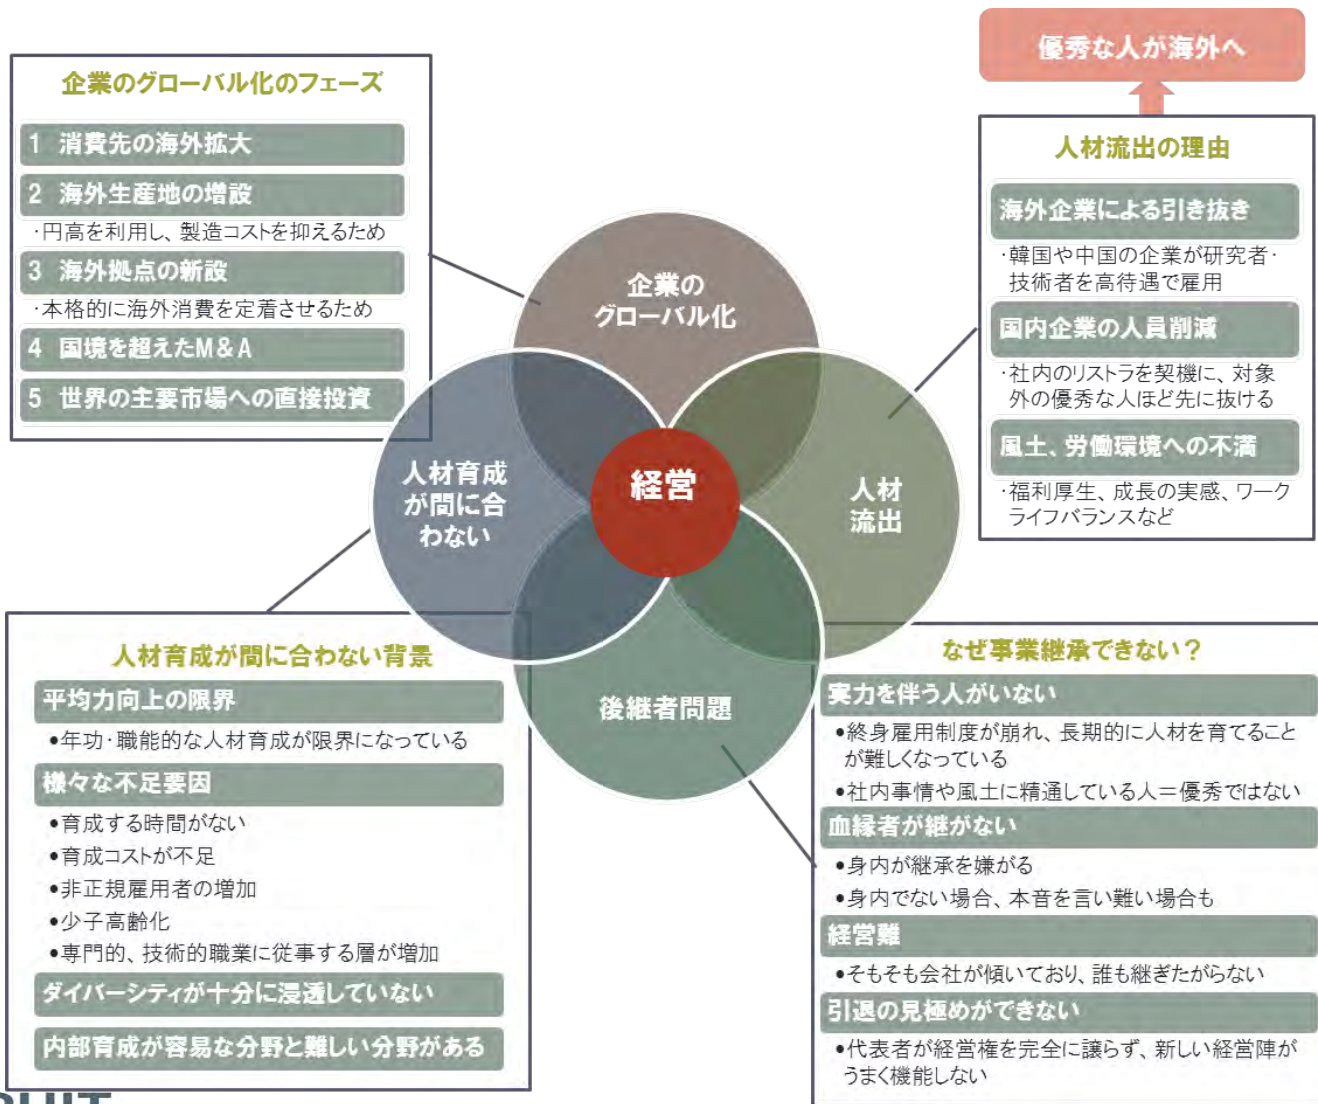 優秀な人が海外へ
企業のグローバル化のフェーズ
1 消費先の海外拡大
2 海外生産地の増設
・円高を利用し、製造コストを抑えるため
3 海外拠点の新設
・本格的に海外消費を定着させるため
4 国境を超えたM&A
5 世界の主要市場への直接投資
人材流出の理由
海外企業による引き抜き
・韓国や中国の企業が研究者・
技術者を高待遇で雇用
国内企業の人員削減
・社内のリストラを契機に、対象
外の優秀な人ほど先に抜ける
風土、労働環境への不満
・福利厚生、成長の実感、ワーク
ライフバランスなど
企業の
グローバル化
人材育成
が間に合
わない
経営
人材
流出
後継者問題
人材育成が間に合わない背景
平均力向上の限界
•年功・職能的な人材育成が限界になっている
様々な不足要因
•育成する時間がない
•育成コストが不足
•非正規雇用者の増加
•少子高齢化
•専門的、技術的職業に従事する層が増加
ダイバーシティが十分に浸透していない
内部育成が容易な分野と難しい分野がある
なぜ事業継承できない?
実力を伴う人がいない
•終身雇用制度が崩れ、長期的に人材を育てること
が難しくなっている
•社内事情や風土に精通している人=優秀ではない
血縁者が継がない
•身内が継承を嫌がる
•身内でない場合、本音を言い難い場合も
経営難
•そもそも会社が傾いており、誰も継ぎたがらない
引退の見極めができない
•代表者が経営権を完全に譲らず、新しい経営陣が
うまく機能しない